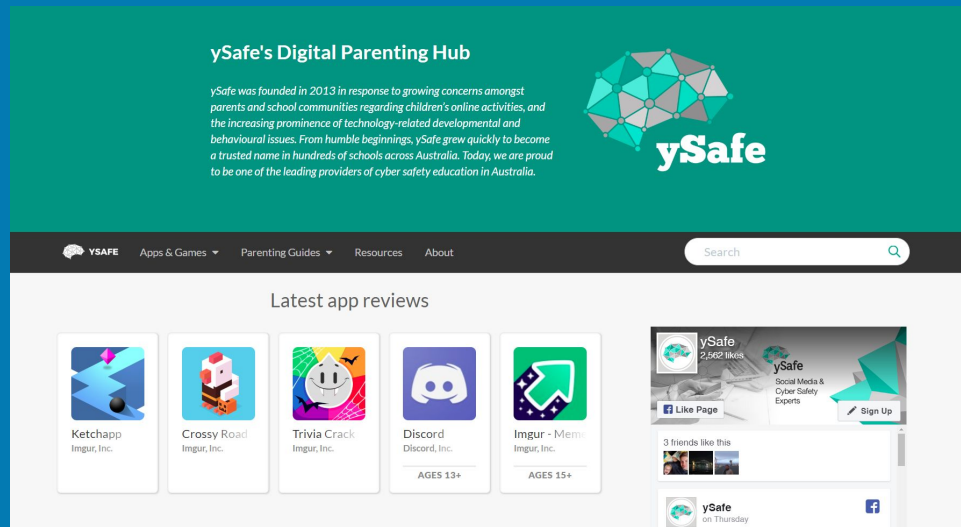 ySafe's Digital Parenting Hub
ySafe was founded in 2013 in response to growing concerns amongst
parents and school communities regarding children's online activities, and
the increasing prominence of technology-related developmental and
behavioural issues. From humble beginnings, ySafe grew quickly to become
a trusted name in hundreds of schools across Australia. Today, we are proud
to be one of the leading providers of cyber safety education in Australia.
ySafe
YSAFE
Apps & Games
Parenting Guides
Resources
About
Search
Latest app reviews
Ketchapp
Imgur, Inc.
Crossy Road
Imgur, Inc.
Trivia Crack
Imgur, Inc.
Discord
Discord, Inc.
AGES 13+
Imgur - Mem
Imgur, Inc.
AGES 15+
ySafe
2,562 likes
ySafe
Social Media &
Cyber Safety
Experts
Like Page
Sign Up
3 friends like this
ySafe
on Thursday